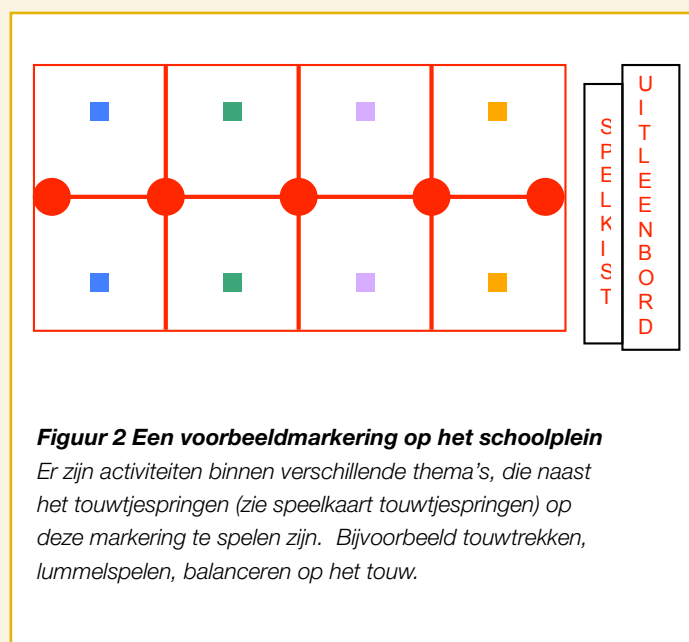 SPELKIST
UITLEENBORD
Figuur 2 Een voorbeeldmarkering op het schoolplein
Er zijn activiteiten binnen verschillende thema's, die naast
het touwtjespringen (zie speelkaart touwtjespringen) op
deze markering te spelen zijn.  Bijvoorbeeld touwtrekken,
lummelspelen, balanceren op het touw.